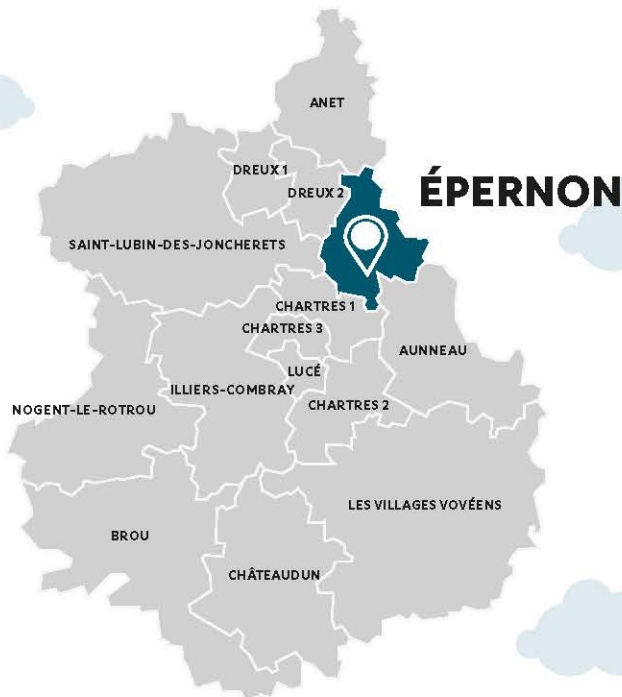 ANET
DREUX 1
DREUX 2
ÉPERNON
SAINT-LUBIN-DES-JONCHERETS
CHARTRES 1
CHARTRES 3
AUNNEAU
LUCÉ
ILLIERS-COMBRAY
CHARTRES 2
NOGENT-LE-ROTROU
LES VILLAGES VOVÉENS
BROU
CHÂTEAUDUN